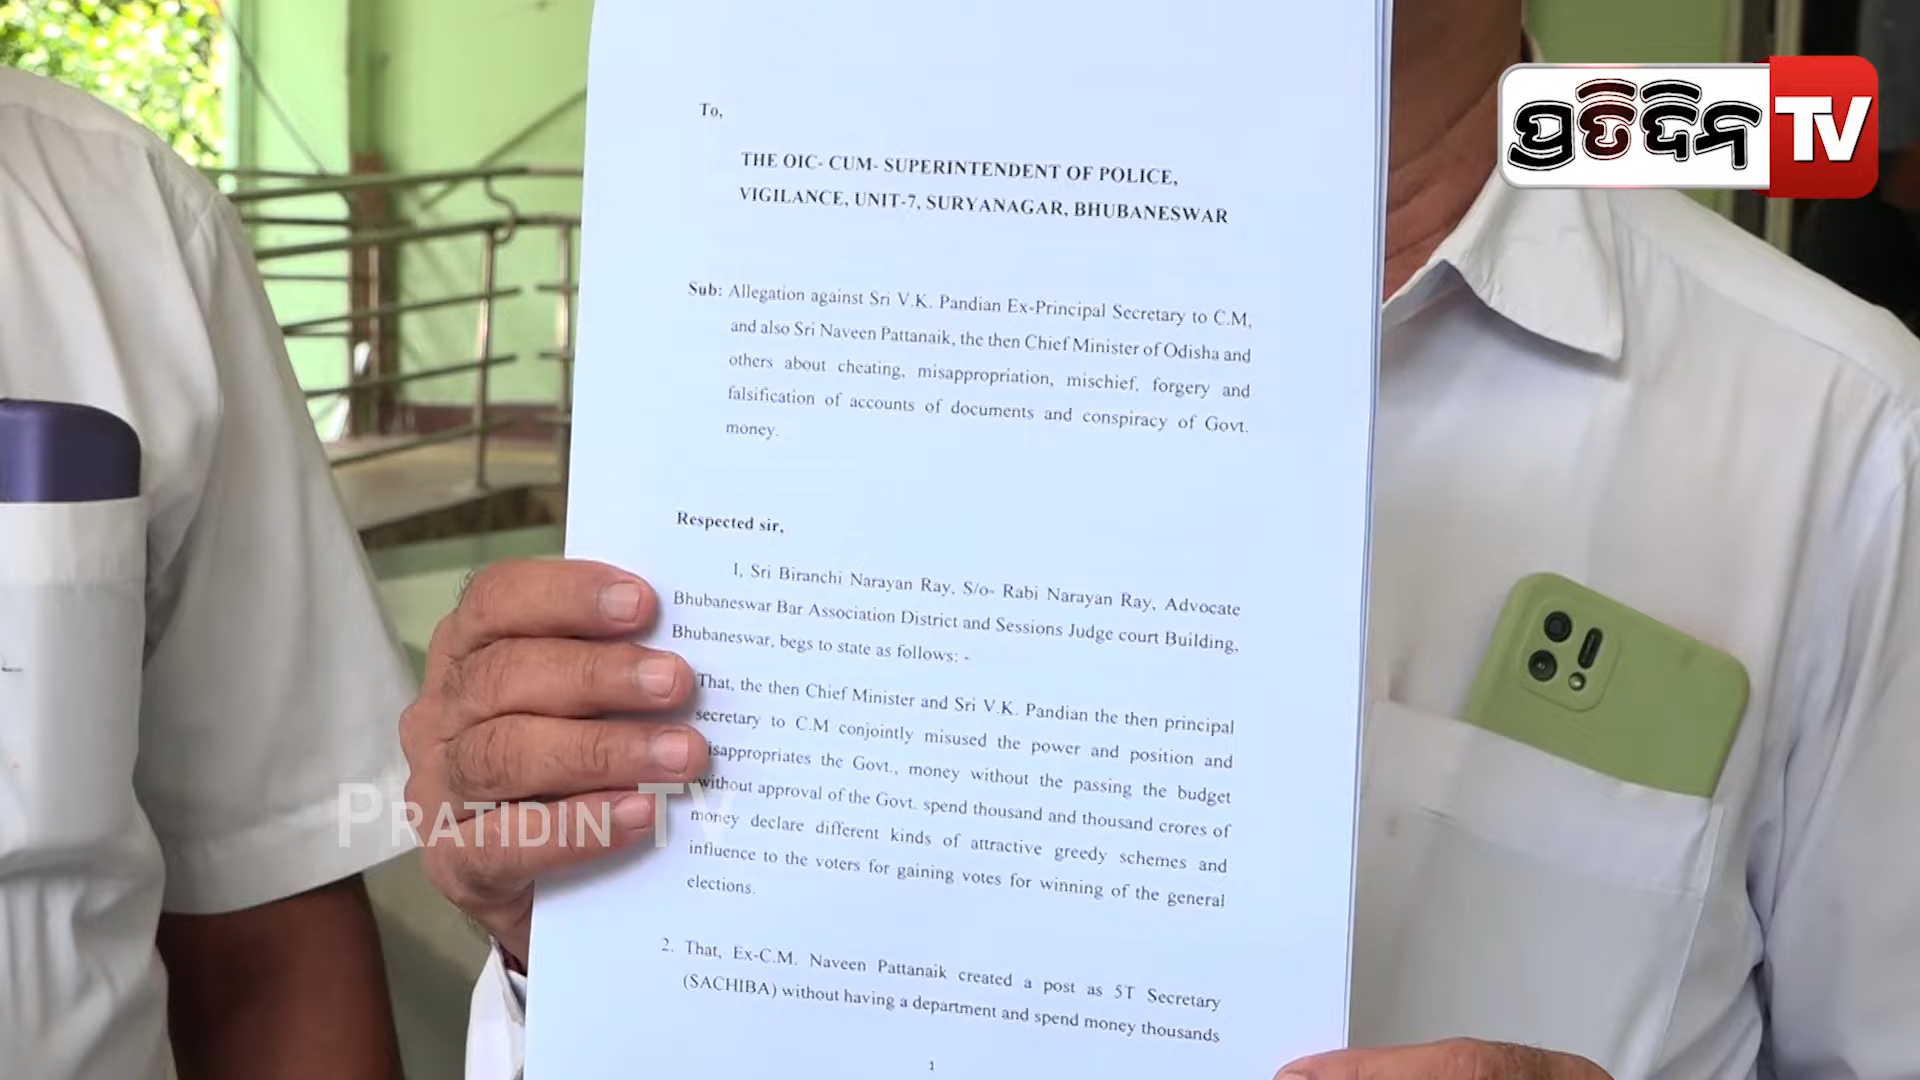 ପ୍ରତିଦିନ TV
To,
THE OIC- CUM- SUPERINTENDENT OF POLICE,
VIGILANCE, UNIT-7, SURYANAGAR, BHUBANESWAR
Sub: Allegation against Sri V.K. Pandian Ex-Principal Secretary to C.M,
and also Sri Naveen Pattanaik, the then Chief Minister of Odisha and
others about cheating, misappropriation, mischief, forgery and
falsification of accounts of documents and conspiracy of Govt.
money.
Respected sir,
I, Sri Biranchi Narayan Ray, S/o- Rabi Narayan Ray, Advocate
Bhubaneswar Bar Association District and Sessions Judge court Building,
Bhubaneswar, begs to state as follows: -
That, the then Chief Minister and Sri V.K. Pandian the then principal
secretary to C.M conjointly misused the power and position and
isappropriates the Govt., money without the passing the budget
without approval of the Govt. spend thousand and thousand crores of
money declare different kinds of attractive greedy schemes and
influence to the voters for gaining votes for winning of the general
elections.
2. That, Ex-C.M. Naveen Pattanaik created a post as 5T Secretary
(SACHIBA) without having a department and spend money thousands
1
PRATIDIN TV